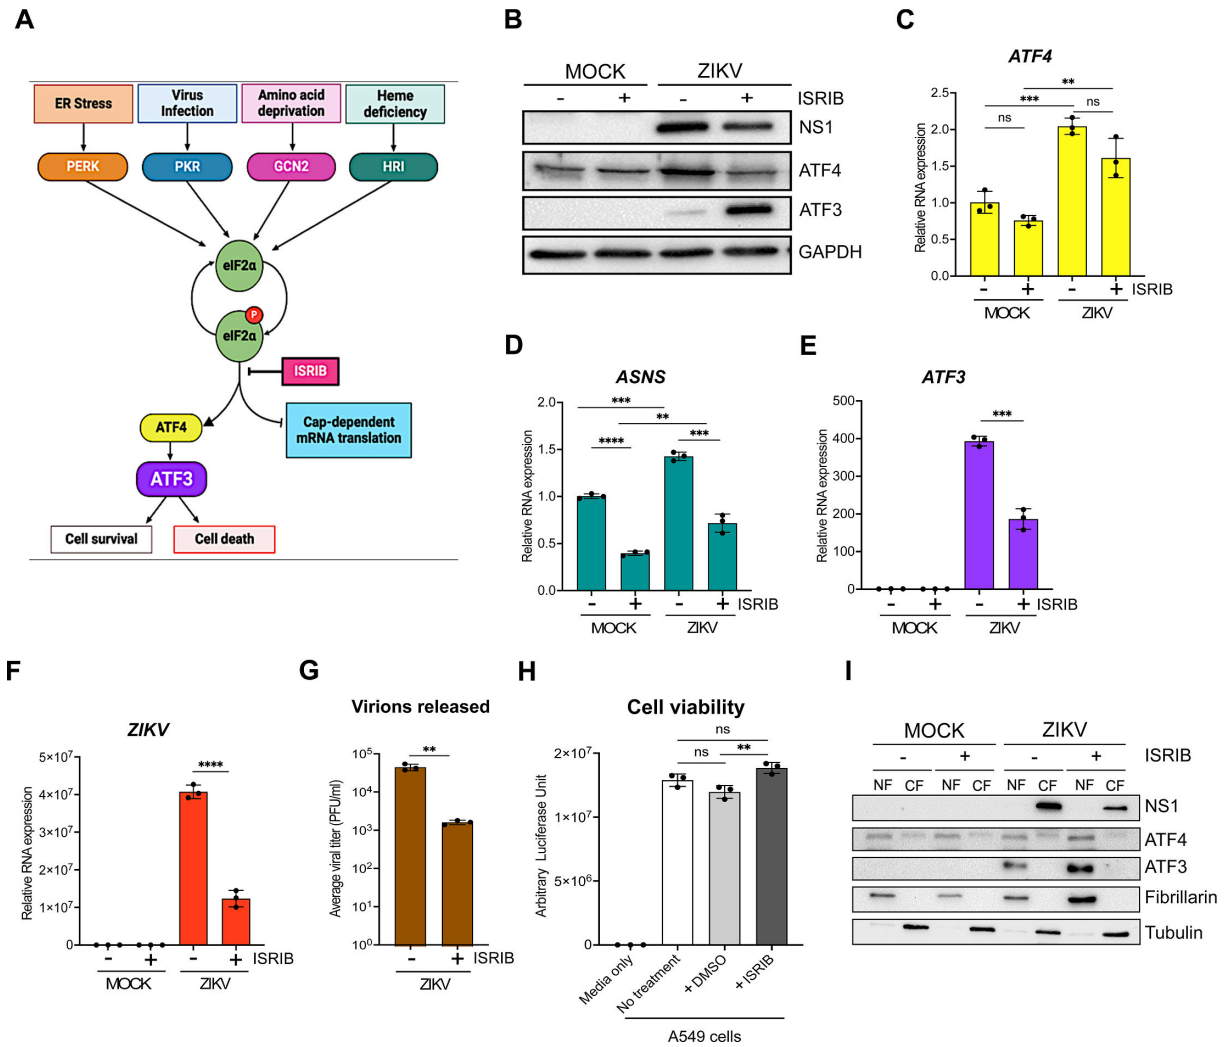 A
ER Stress
Virus
Infection
Amino acid
deprivation
Heme
deficiency
PERK
PKR
GCN2
HRI
eIF2α
P
eIF2α
ISRIB
ATF4
Cap-dependent
mRNA translation
ATF3
Cell survival
Cell death
B
MOCK
ZIKV
- + - + ISRIB
NS1
ATF4
ATF3
GAPDH
C
ATF4
**
***
ns
ns
Relative RNA expression
2.5
2.0
1.5
1.0
0.5
0.0
- + - + ISRIB
MOCK
ZIKV
D
ASNS
***
**
****
***
Relative RNA expression
2.0
1.5
1.0
0.5
0.0
- + - + ISRIB
MOCK
ZIKV
E
ATF3
***
Relative RNA expression
500
400
300
200
100
0
- + - + ISRIB
MOCK
ZIKV
F
ZIKV
****
Relative RNA expression
5×10⁷
4×10⁷
3×10⁷
2×10⁷
1×10⁷
0
- + - + ISRIB
MOCK
ZIKV
G
Virions released
**
Average viral titer (PFU/ml)
10⁵
10⁴
10³
10²
10¹
10⁰
- + ISRIB
ZIKV
H
Cell viability
ns
ns
**
Arbitrary Luciferase Unit
2×10⁷
1×10⁷
5×10⁶
0
Media only
No treatment
+ DMSO
+ ISRIB
A549 cells
I
MOCK
ZIKV
- + - + ISRIB
NF CF NF CF NF CF NF CF
NS1
ATF4
ATF3
Fibrillarin
Tubulin